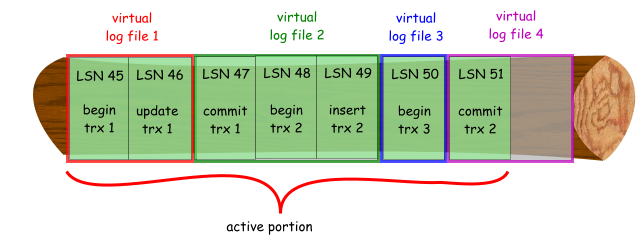 virtual
log file 1
virtual
log file 2
virtual
log file 3
virtual
log file 4
LSN 45
begin
trx 1
LSN 46
update
trx 1
LSN 47
commit
trx 1
LSN 48
begin
trx 2
LSN 49
insert
trx 2
LSN 50
begin
trx 3
LSN 51
commit
trx 2
active portion